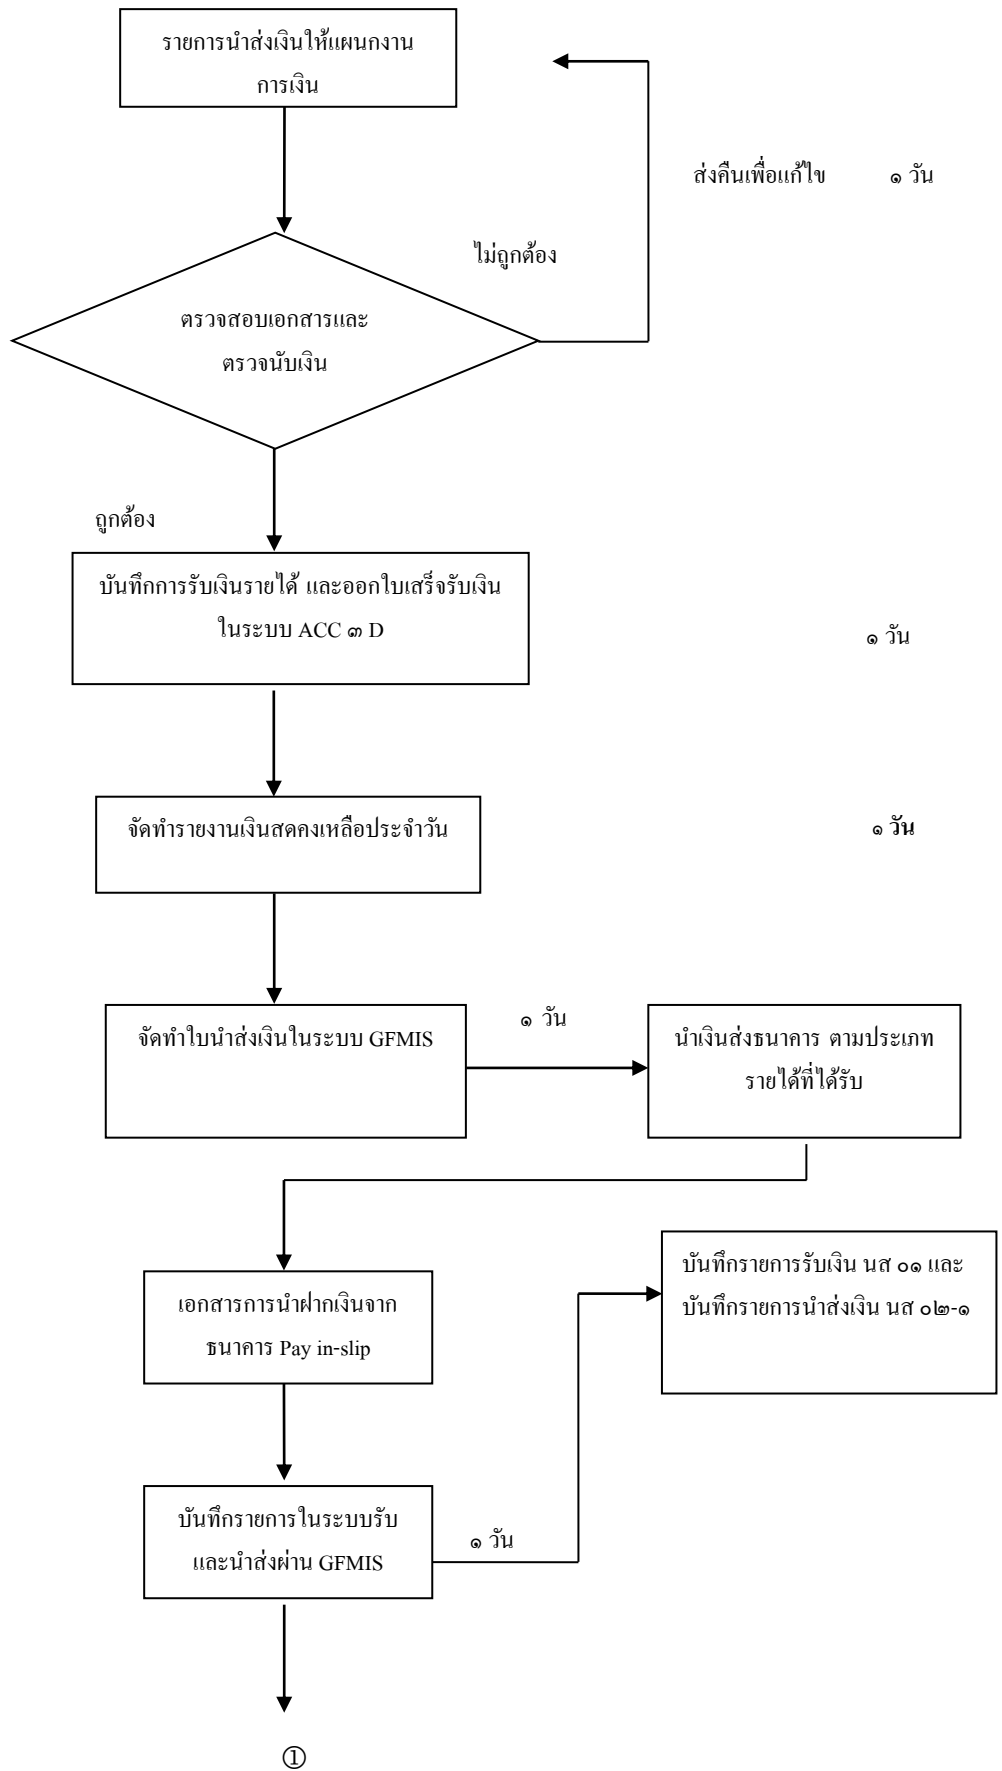 รายการนำส่งเงินให้แผนกงาน
การเงิน
ส่งคืนเพื่อแก้ไข ๑ วัน
ไม่ถูกต้อง
ตรวจสอบเอกสารและ
ตรวจนับเงิน
ถูกต้อง
บันทึกการรับเงินรายได้ และออกใบเสร็จรับเงิน
ในระบบ ACC ๓ D
๑ วัน
จัดทำรายงานเงินสดคงเหลือประจำวัน
๑ วัน
จัดทำใบนำส่งเงินในระบบ GFMIS
๑ วัน
นำเงินส่งธนาคาร ตามประเภท
รายได้ที่ได้รับ
บันทึกรายการรับเงิน นส ๐๑ และ
บันทึกรายการนำส่งเงิน นส ๐๒-๑
เอกสารการนำฝากเงินจาก
ธนาคาร Pay in-slip
บันทึกรายการในระบบรับ
และนำส่งผ่าน GFMIS
๑ วัน
①